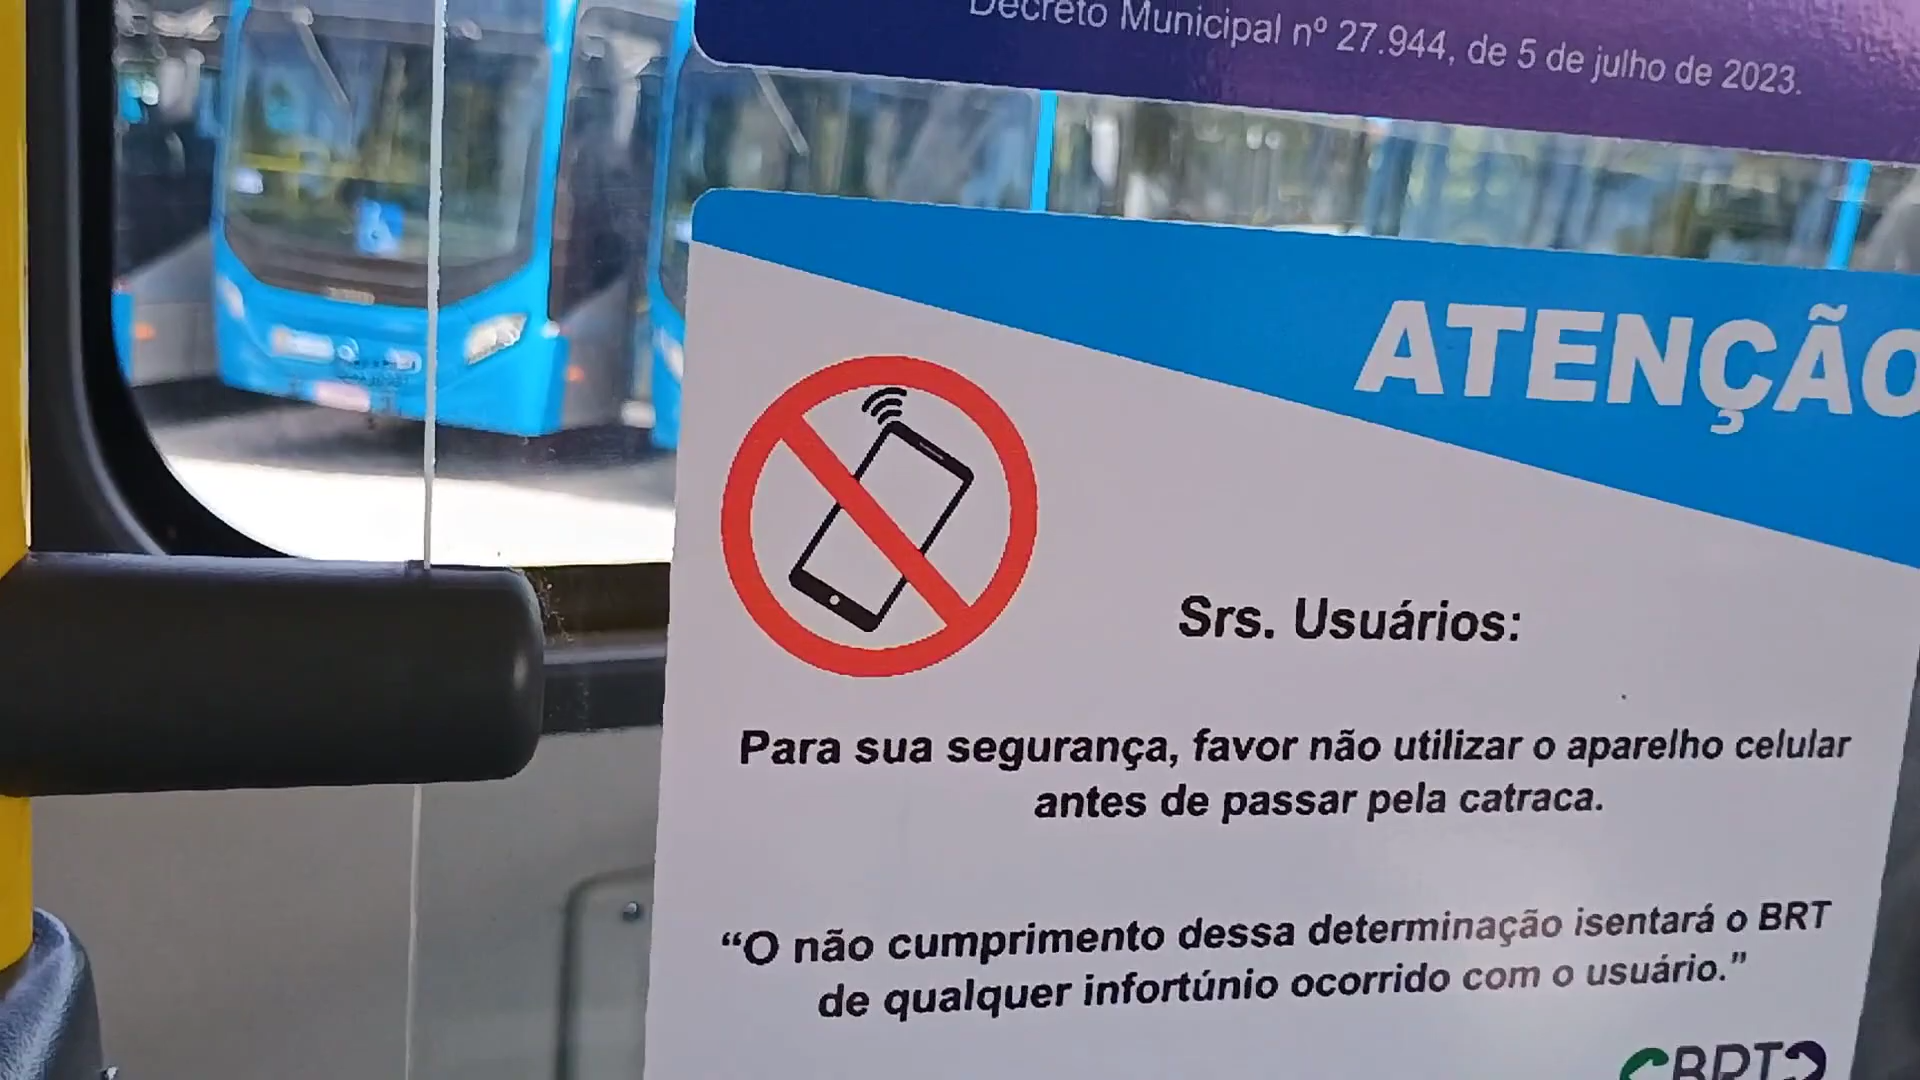 Decreto Municipal nº 27.944, de 5 de julho de 2023.
ATENÇÃO
Srs. Usuários:
Para sua segurança, favor não utilizar o aparelho celular
antes de passar pela catraca.
“O não cumprimento dessa determinação isentará o BRT
de qualquer infortúnio ocorrido com o usuário.”
BRT